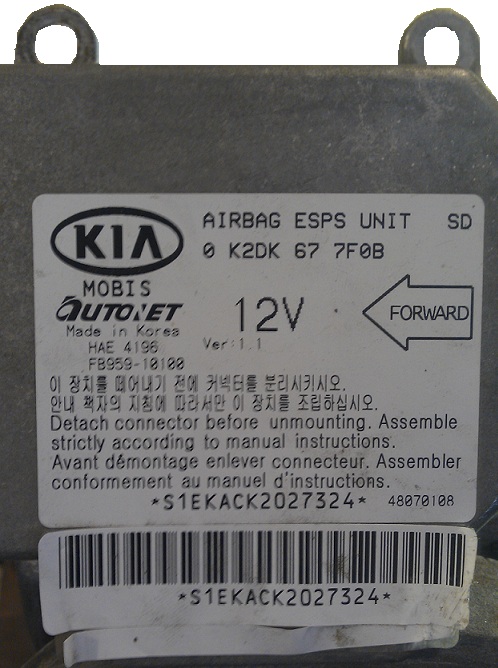 KIA
AIRBAG ESPS UNIT SD
0 K2DK 67 7F0B
MOBIS
AUTONET
Made in Korea
HAE 4196
FB959-10100
12V
Ver:1.1
FORWARD
이 장치를 떼어내기 전에 커넥터를 분리시키시오.
안내 책자의 지침에 따라서만 이 장치를 조립하십시오.
Detach connector before unmounting. Assemble
strictly according to manual instructions.
Avant démontage enlever connecteur. Assembler
conformement au manuel d'instructions.
*S1EKACK2027324* 48070108
*S1EKACK2027324*